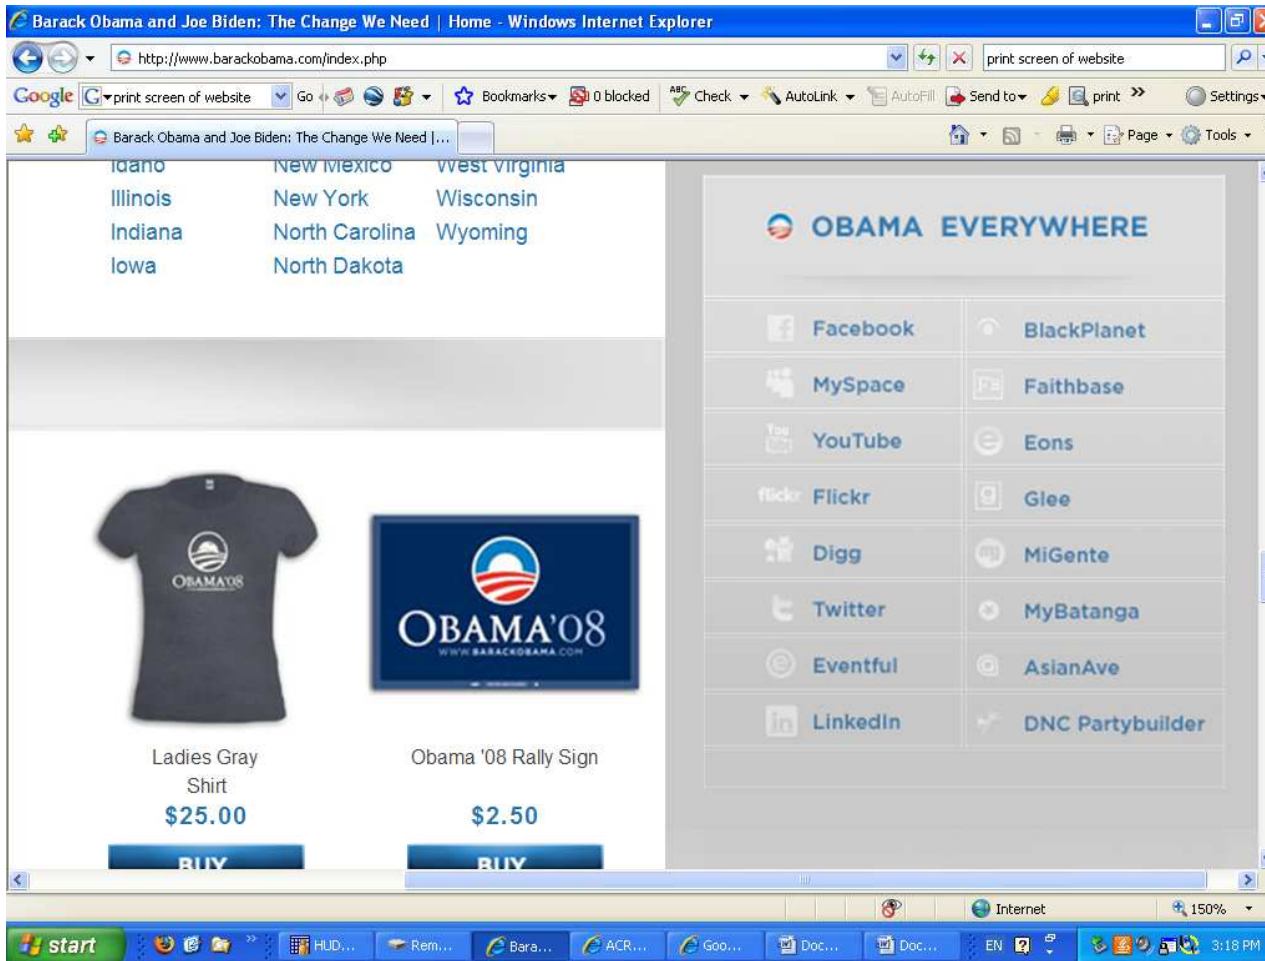 Barack Obama and Joe Biden: The Change We Need | Home - Windows Internet Explorer
http://www.barackobama.com/index.php
print screen of website
Google
print screen of website
Go
Bookmarks
0 blocked
ABC
Check
AutoLink
AutoFill
Send to
print
Settings
Barack Obama and Joe Biden: The Change We Need |...
Page
Tools
Idaho New Mexico West Virginia
Illinois New York Wisconsin
Indiana North Carolina Wyoming
Iowa North Dakota
OBAMA'08
OBAMA'08
WWW.BARACKOBAMA.COM
Ladies Gray
Shirt
$25.00
BUY
Obama '08 Rally Sign
$2.50
BUY
OBAMA EVERYWHERE
Facebook BlackPlanet
MySpace Faithbase
You YouTube Eons
flickr Flickr Glee
Digg MiGente
Twitter MyBatanga
Eventful AsianAve
in LinkedIn DNC Partybuilder
Internet
150%
start
HUD...
Rem...
Bara...
ACR...
Goo...
Doc...
Doc...
EN
3:18 PM